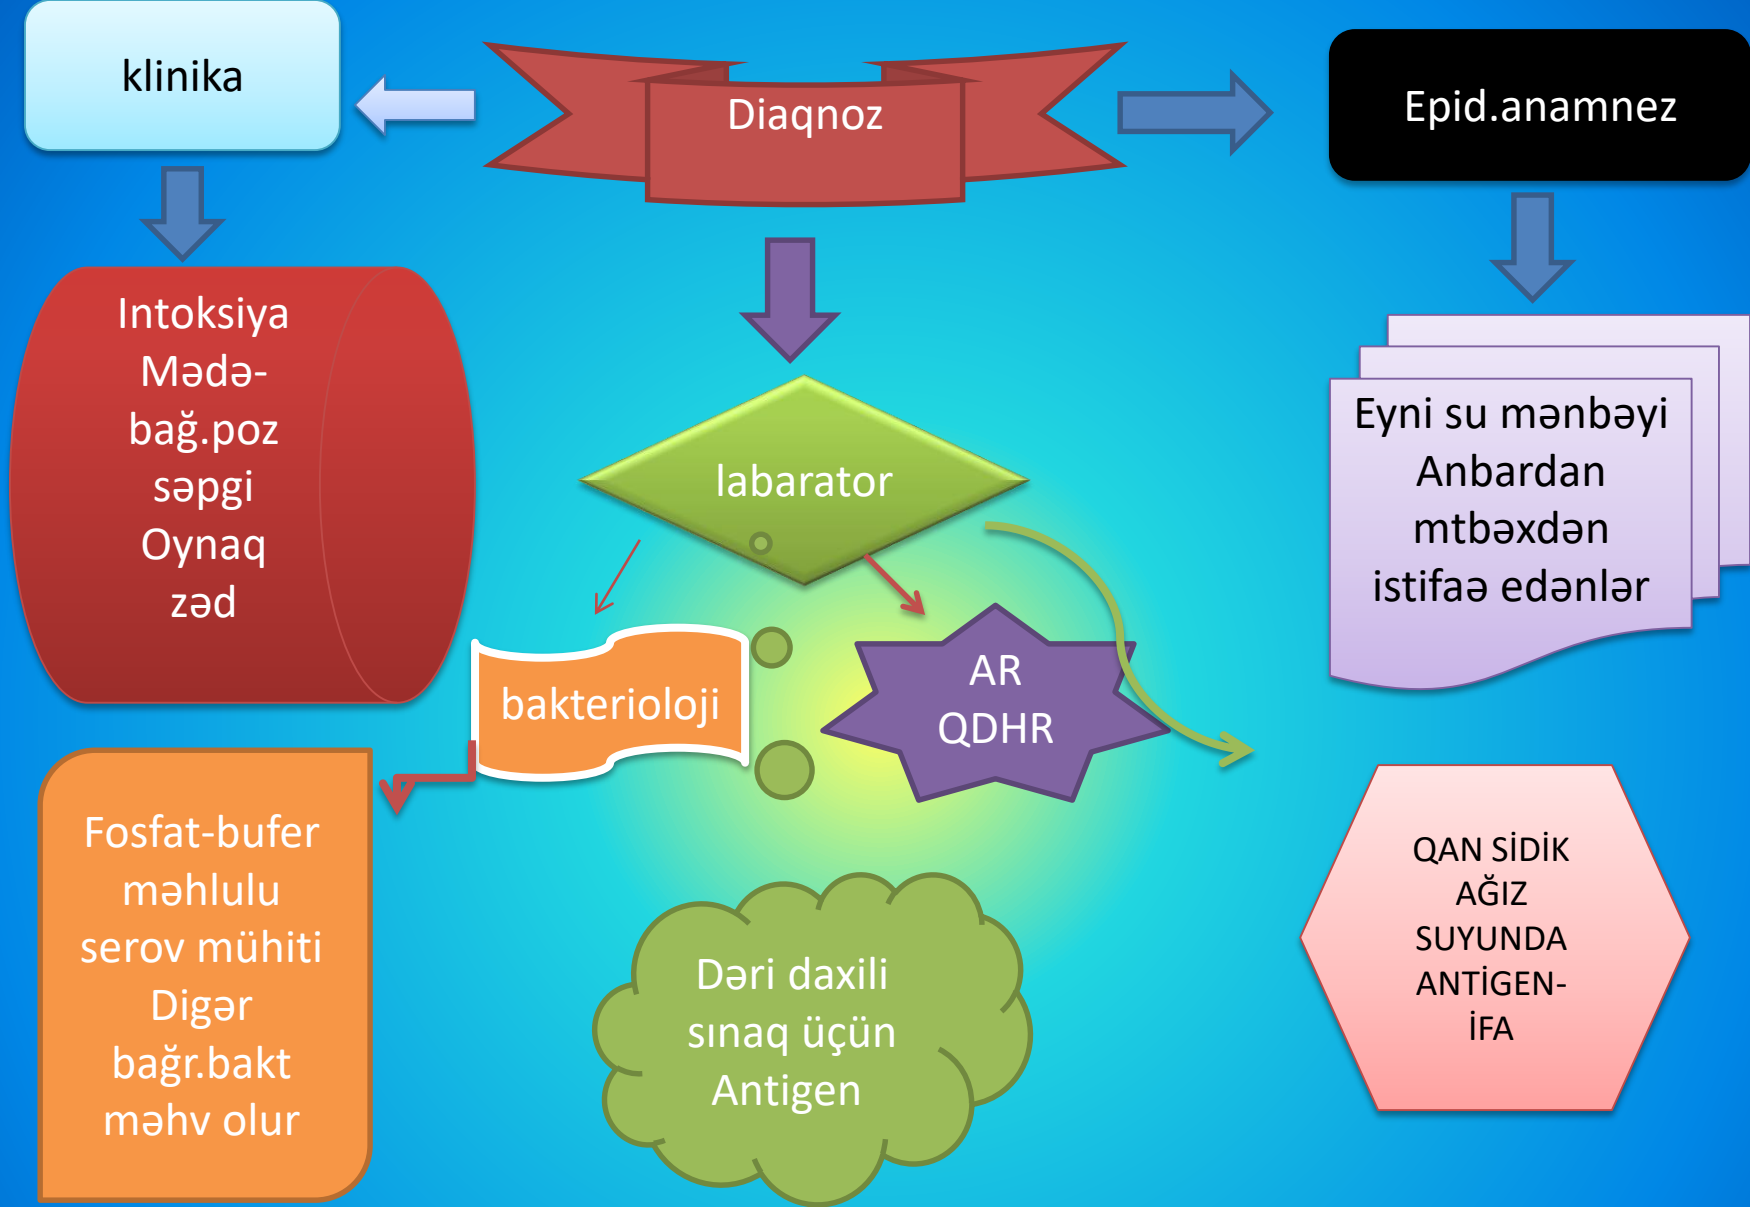 klinika
Diaqnoz
Epid.anamnez
Intoksiya
Mədə-
bağ.poz
səpgi
Oynaq
zəd
labarator
Eyni su mənbəyi
Anbardan
mtbəxdən
istifaə edənlər
bakterioloji
AR
QDHR
Fosfat-bufer
məhlulu
serov mühiti
Digər
bağr.bakt
məhv olur
Dəri daxili
sınaq üçün
Antigen
QAN SİDİK
AĞIZ
SUYUNDA
ANTİGEN-
İFA